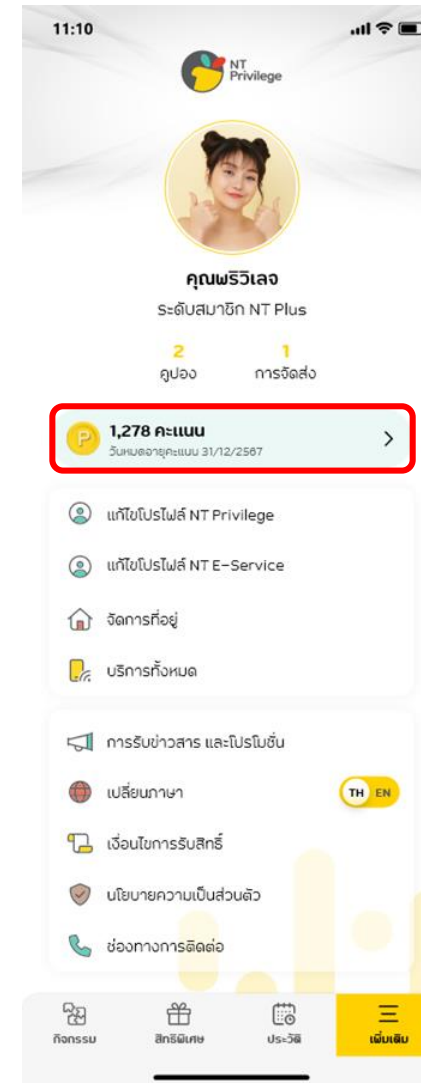 11:10
NT
Privilege
คุณพริวิเลจ
ระดับสมาชิก NT Plus
2 1
คูปอง การจัดส่ง
P 1,278 คะแนน
วันหมดอายุคะแนน 31/12/2567
แก้ไขโปรไฟล์ NT Privilege
แก้ไขโปรไฟล์ NT E-Service
จัดการที่อยู่
บริการทั้งหมด
การรับข่าวสาร และโปรโมชั่น
เปลี่ยนภาษา TH EN
เงื่อนไขการรับสิทธิ์
นโยบายความเป็นส่วนตัว
ช่องทางการติดต่อ
กิจกรรม สิทธิพิเศษ ประวัติ เพิ่มเติม